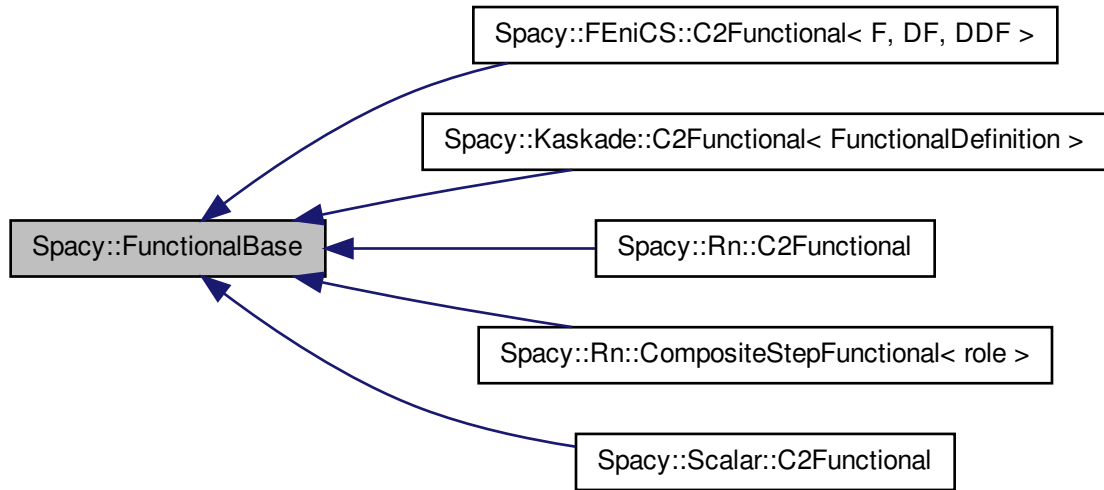 Spacy::FEniCS::C2Functional< F, DF, DDF >
Spacy::Kaskade::C2Functional< FunctionalDefinition >
Spacy::FunctionalBase
Spacy::Rn::C2Functional
Spacy::Rn::CompositeStepFunctional< role >
Spacy::Scalar::C2Functional